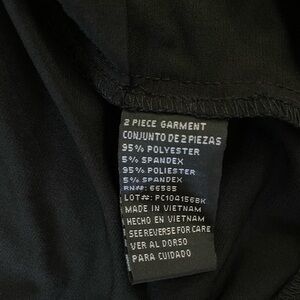 2 PIECE GARMENT
CONJUNTO DE 2 PIEZAS
95% POLYESTER
5% SPANDEX
95% POLIESTER
5% SPANDEX
RN#: 66585
LOT#: PC10A156BK
MADE IN VIETNAM
HECHO EN VIETNAM
SEE REVERSE FOR CARE
VER AL DORSO
PARA CUIDADO